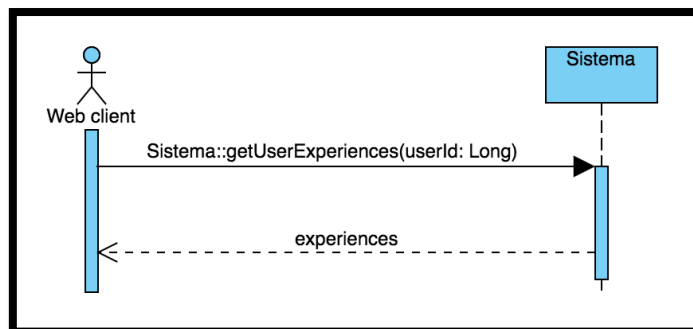 Sistema
Web client
Sistema::getUserExperiences(userId: Long)
experiences